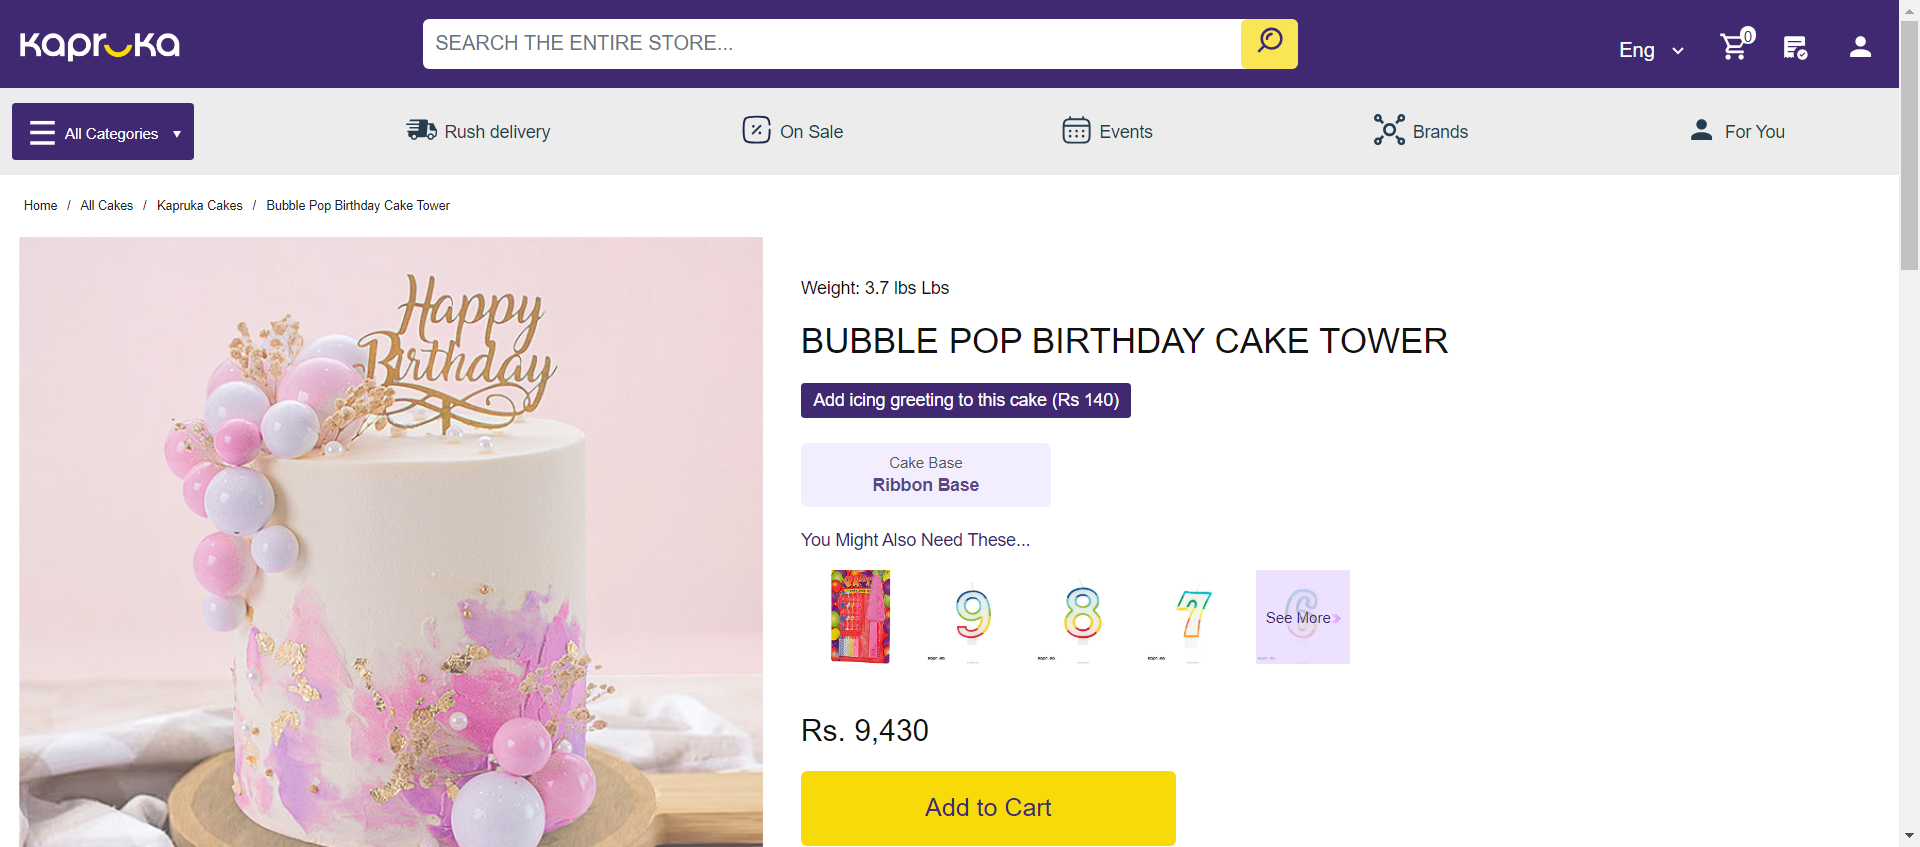 Kapruka
SEARCH THE ENTIRE STORE...
Eng
0
All Categories
Rush delivery
On Sale
Events
Brands
For You
Home / All Cakes / Kapruka Cakes / Bubble Pop Birthday Cake Tower
Happy
Birthday
Weight: 3.7 lbs Lbs
BUBBLE POP BIRTHDAY CAKE TOWER
Add icing greeting to this cake (Rs 140)
Cake Base
Ribbon Base
You Might Also Need These...
9
8
7
6
See More
Rs. 9,430
Add to Cart